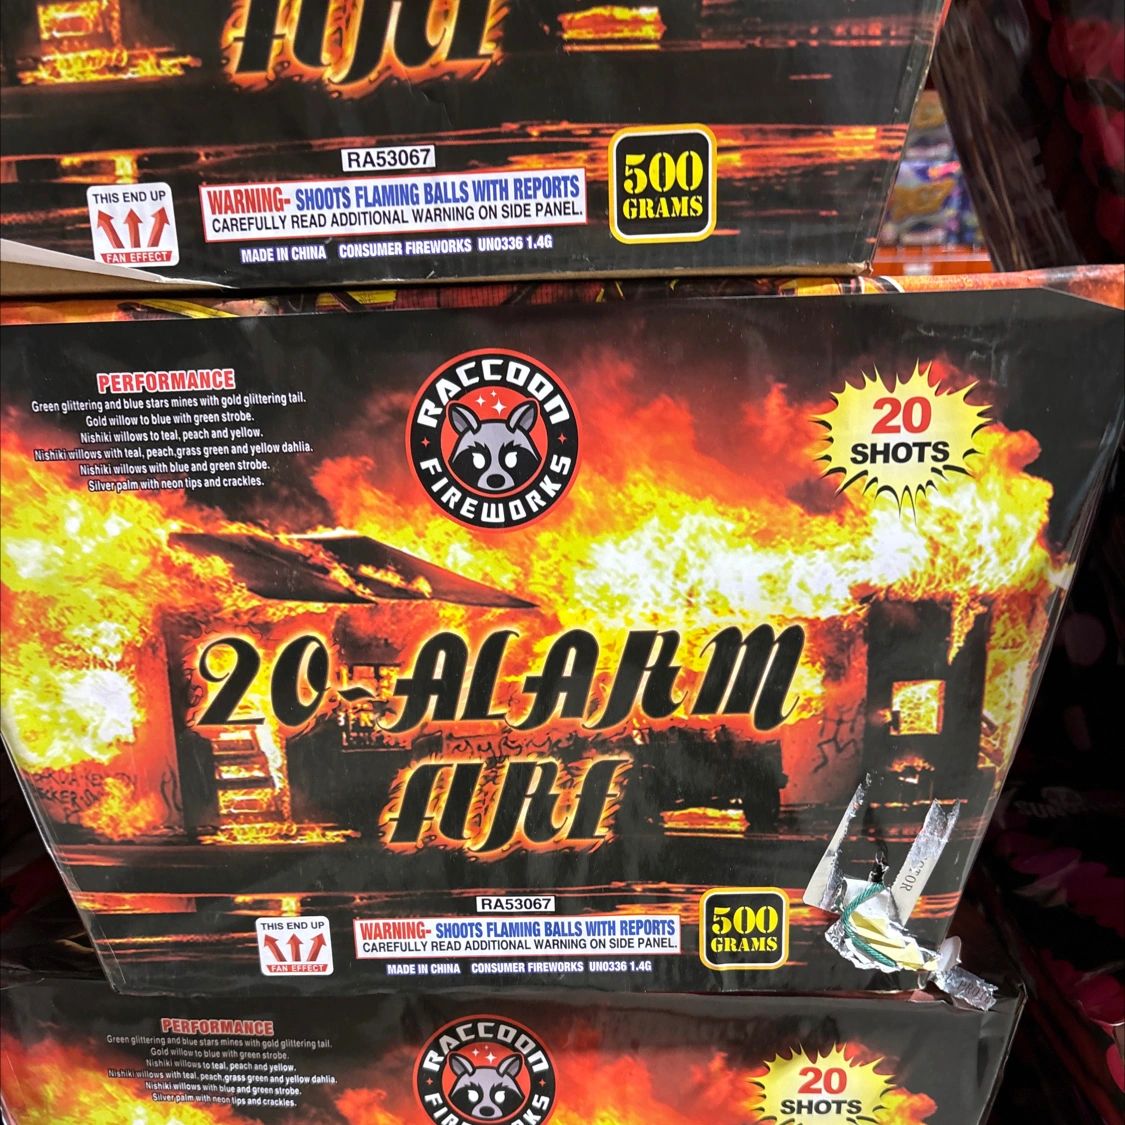 FIRE
RA53067
THIS END UP
FAN EFFECT
WARNING- SHOOTS FLAMING BALLS WITH REPORTS
CAREFULLY READ ADDITIONAL WARNING ON SIDE PANEL.
MADE IN CHINA CONSUMER FIREWORKS UN0336 1.4G
500
GRAMS
PERFORMANCE
Green glittering and blue stars mines with gold glittering tail.
Gold willow to blue with green strobe.
Nishiki willows to teal, peach and yellow.
Nishiki willows with teal, peach,grass green and yellow dahlia.
Nishiki willows with blue and green strobe.
Silver palm with neon tips and crackles.
RACCOON
FIREWORKS
20
SHOTS
20-ALARM
FIRE
RA53067
THIS END UP
FAN EFFECT
WARNING- SHOOTS FLAMING BALLS WITH REPORTS
CAREFULLY READ ADDITIONAL WARNING ON SIDE PANEL.
MADE IN CHINA CONSUMER FIREWORKS UN0336 1.4G
500
GRAMS
PERFORMANCE
Green glittering and blue stars mines with gold glittering tail.
Gold willow to blue with green strobe.
Nishiki willows to teal, peach and yellow.
Nishiki willows with teal, peach,grass green and yellow dahlia.
Nishiki willows with blue and green strobe.
Silver palm with neon tips and crackles.
RACCOON
FIREWORKS
20
SHOTS